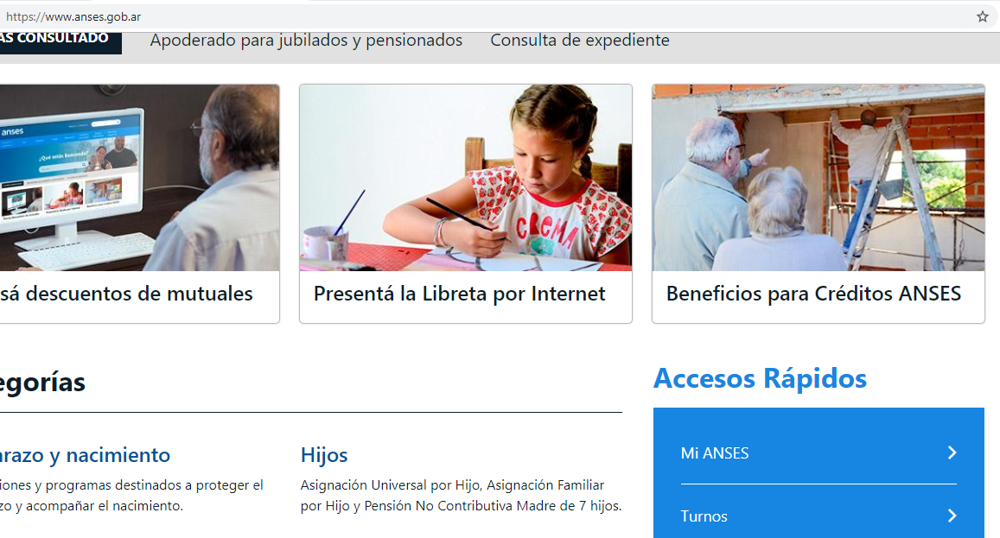 https://www.anses.gob.ar
AS CONSULTADO
Apoderado para jubilados y pensionados
Consulta de expediente
anses
¿Qué estás buscando?
CREMA
sá descuentos de mutuales
Presentá la Libreta por Internet
Beneficios para Créditos ANSES
egorías
Accesos Rápidos
arazo y nacimiento
iones y programas destinados a proteger el
zo y acompañar el nacimiento.
Hijos
Asignación Universal por Hijo, Asignación Familiar
por Hijo y Pensión No Contributiva Madre de 7 hijos.
Mi ANSES
Turnos